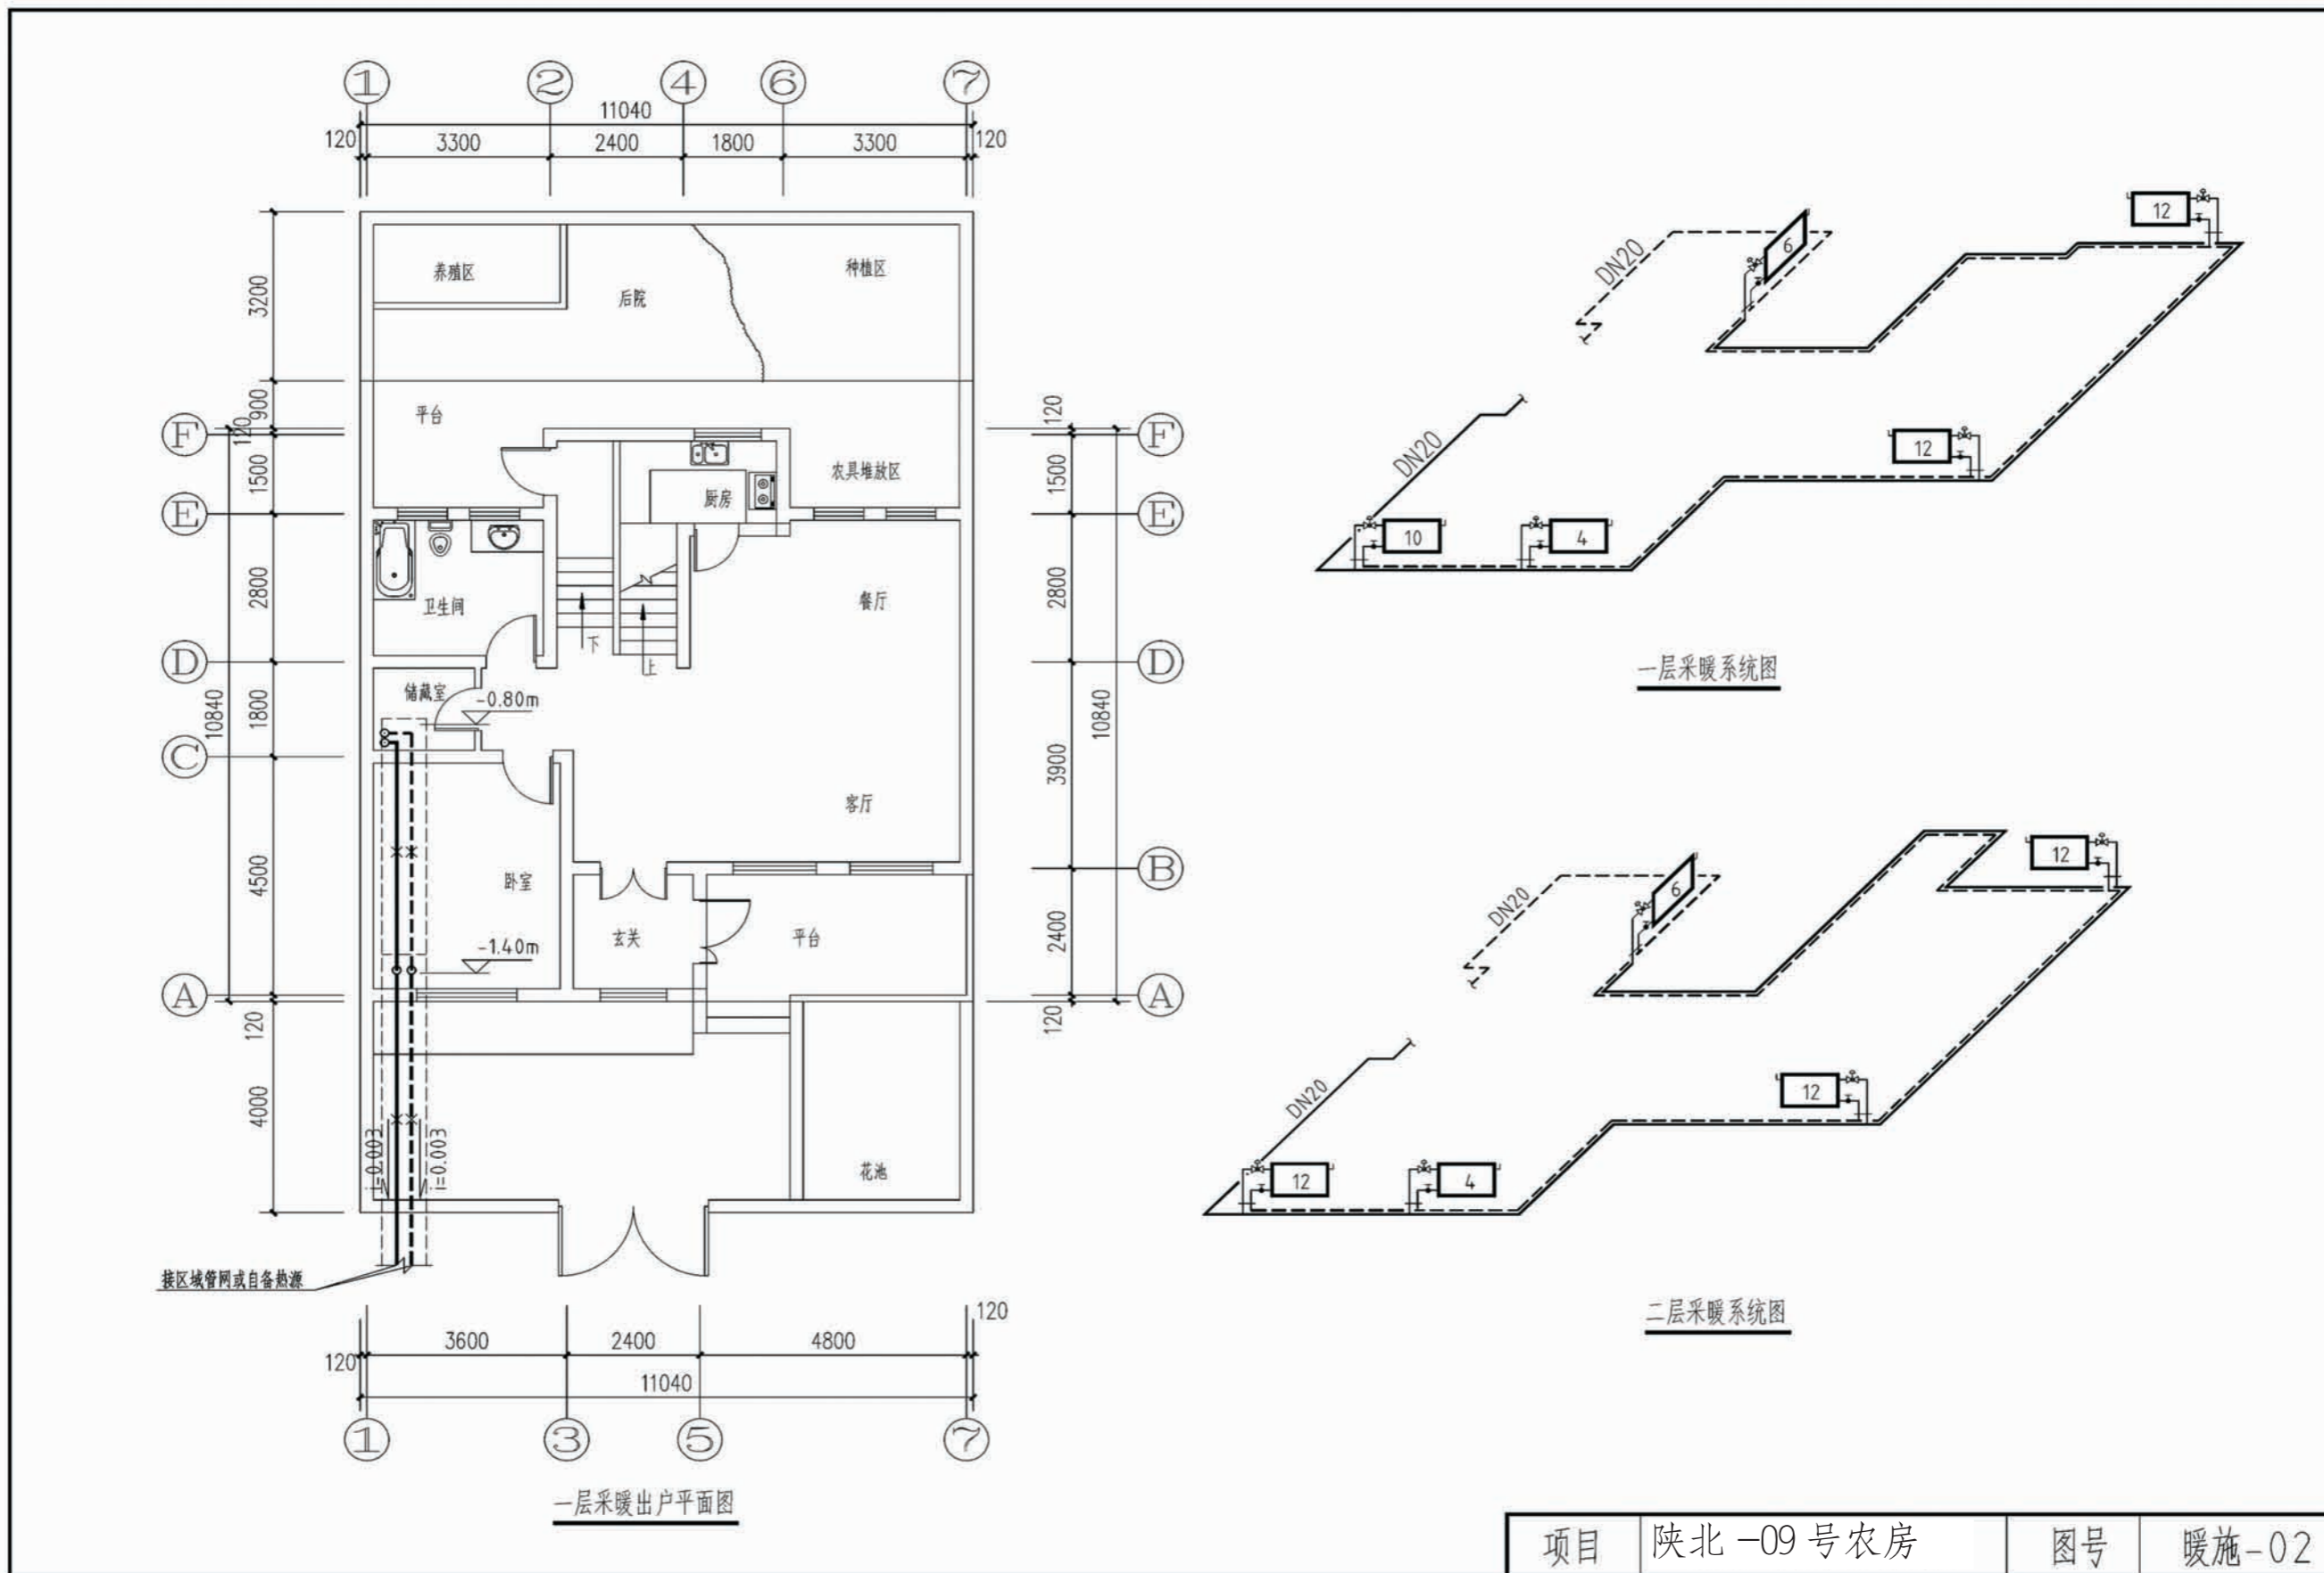 ① ② ④ ⑥ ⑦
11040
120 3300 2400 1800 3300 120
3200
900
120
1500
2800
1800
4500
120
4000
10840
Ⓕ
Ⓔ
Ⓓ
Ⓒ
Ⓐ
养殖区
后院
种植区
平台
农具堆放区
厨房
卫生间
下
上
餐厅
储藏室
-0.80m
客厅
卧室
玄关
平台
-1.40m
花池
i=0.003
i=0.003
接区域管网或自备热源
120
1500
2800
3900
2400
120
10840
Ⓕ
Ⓔ
Ⓓ
Ⓑ
Ⓐ
120
3600 2400 4800
120
11040
① ③ ⑤ ⑦
一层采暖出户平面图
12
6
DN20
12
DN20
10
4
一层采暖系统图
12
6
DN20
12
DN20
12
4
二层采暖系统图
项目 陕北-09号农房 图号 暖施-02